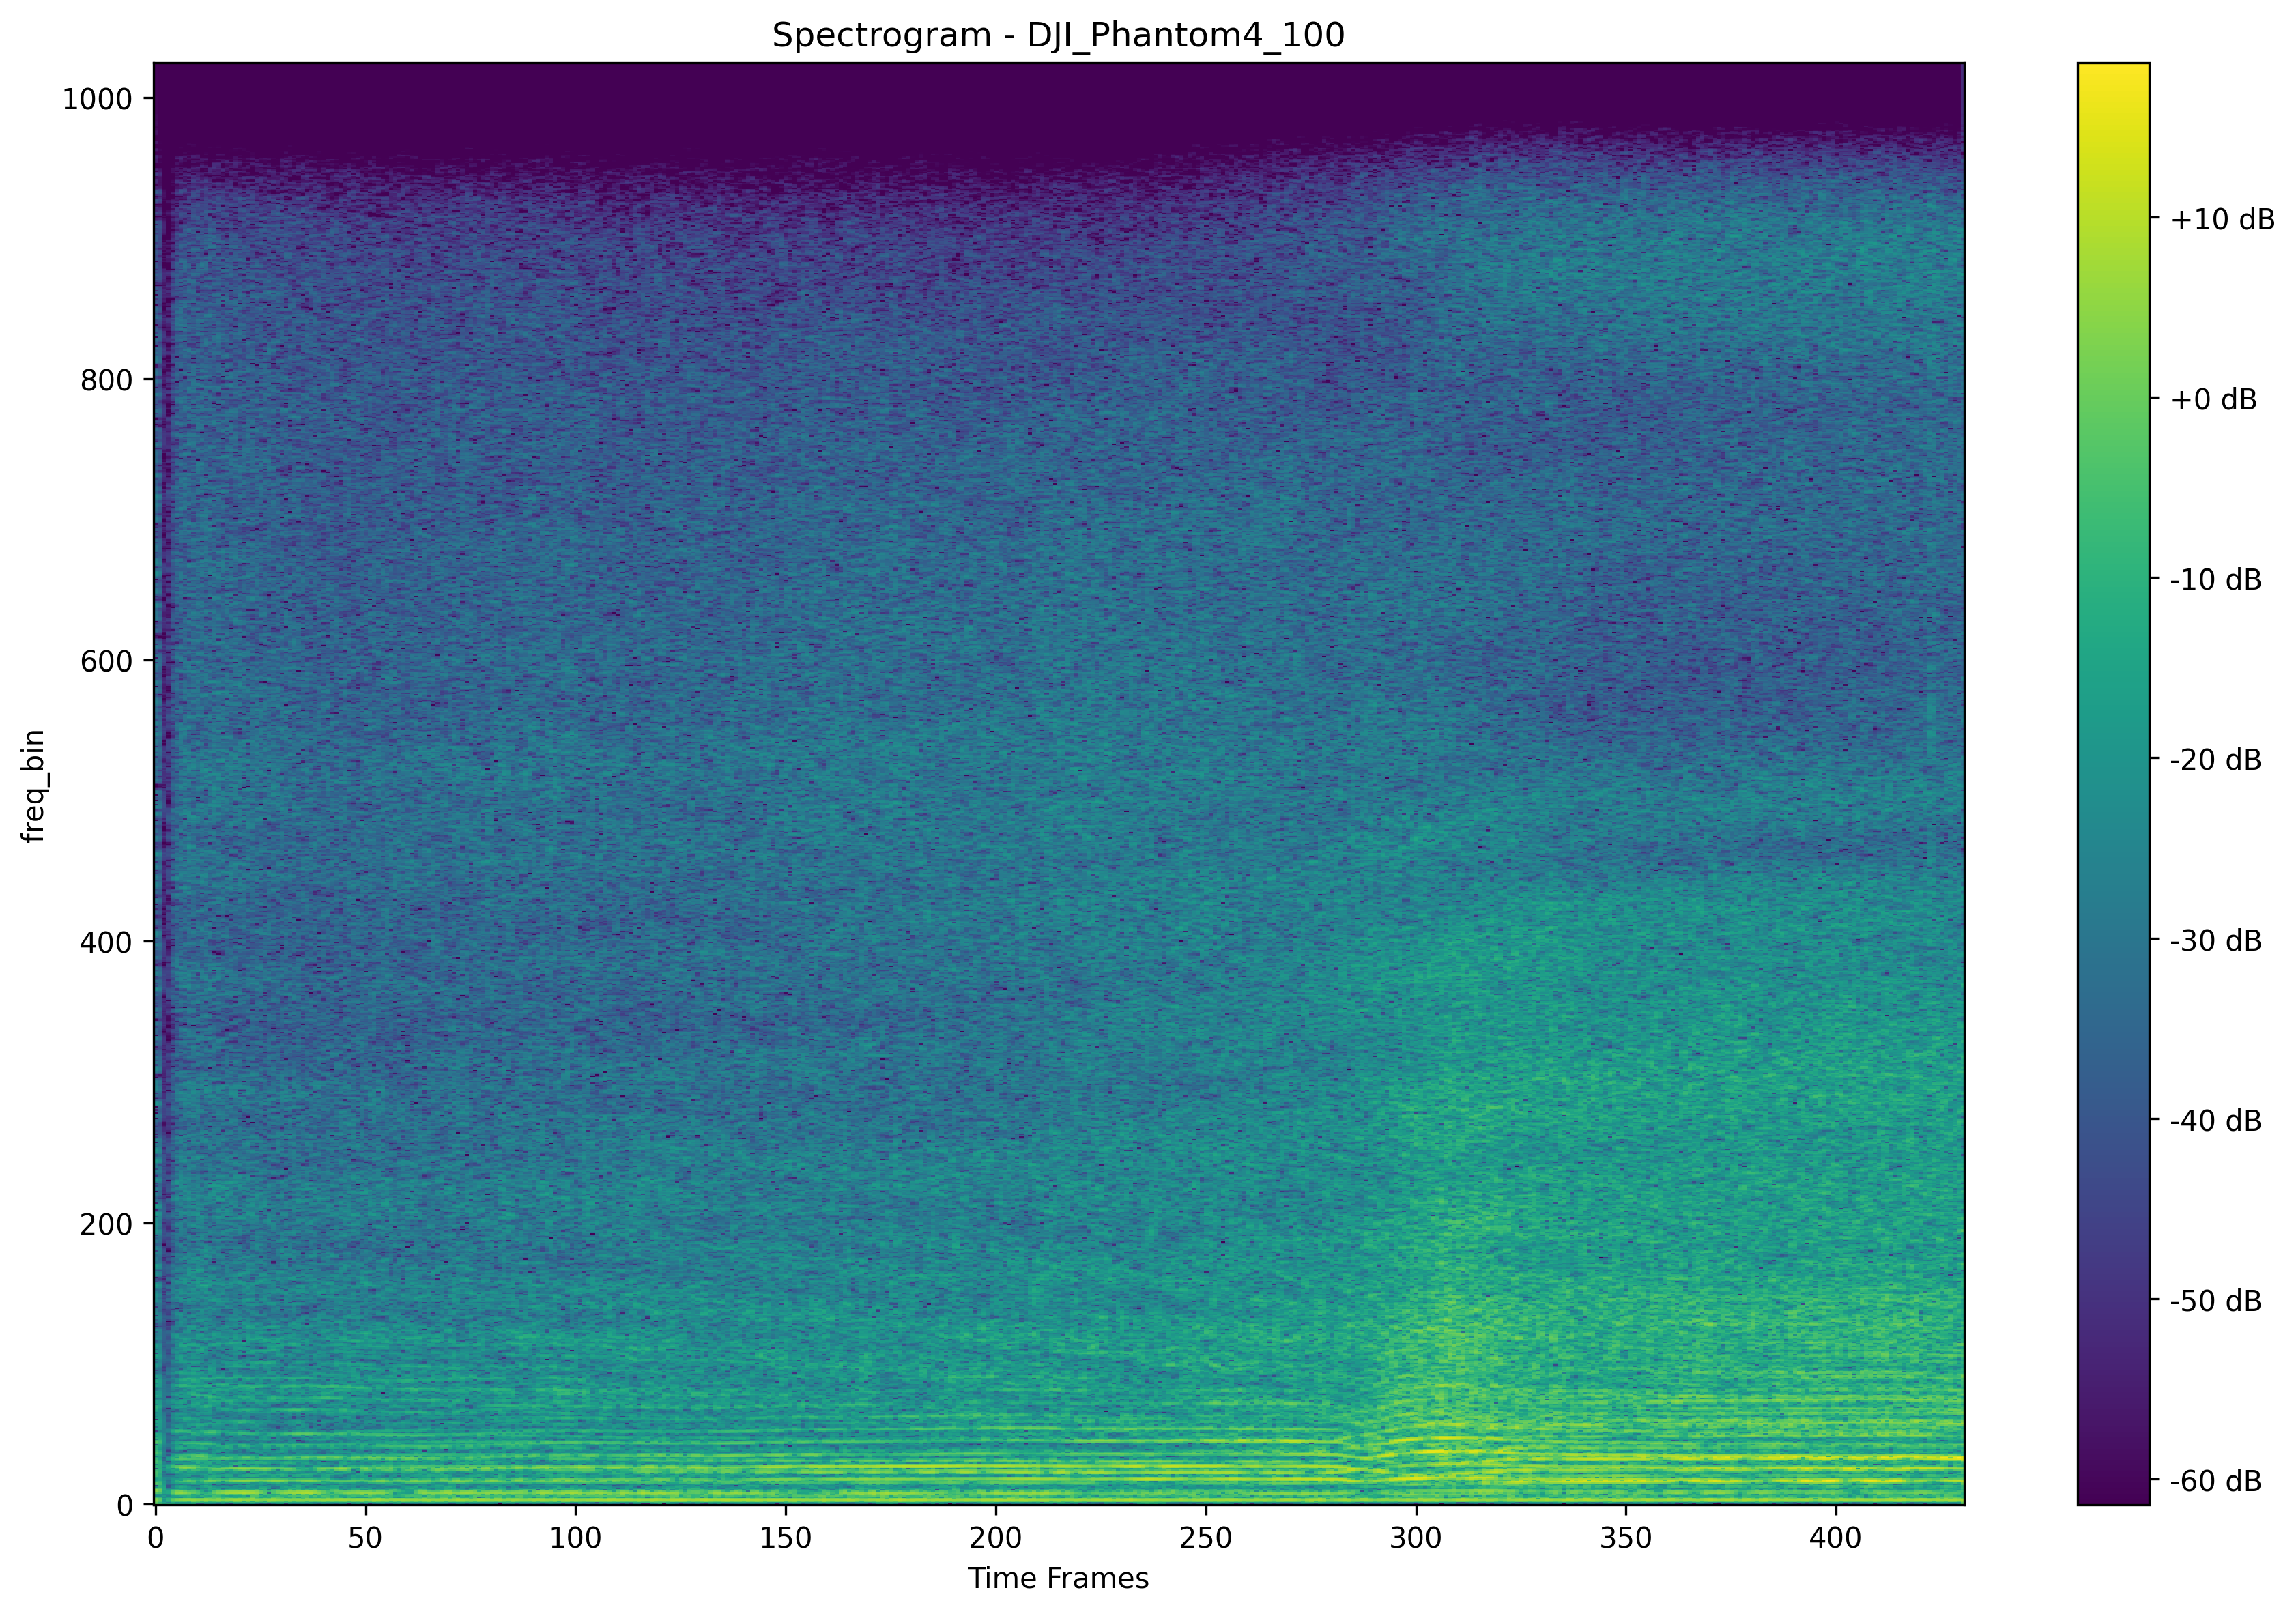 Spectrogram - DJI_Phantom4_100
1000
800
600
400
200
0
freq_bin
0 50 100 150 200 250 300 350 400
Time Frames
+10 dB
+0 dB
-10 dB
-20 dB
-30 dB
-40 dB
-50 dB
-60 dB